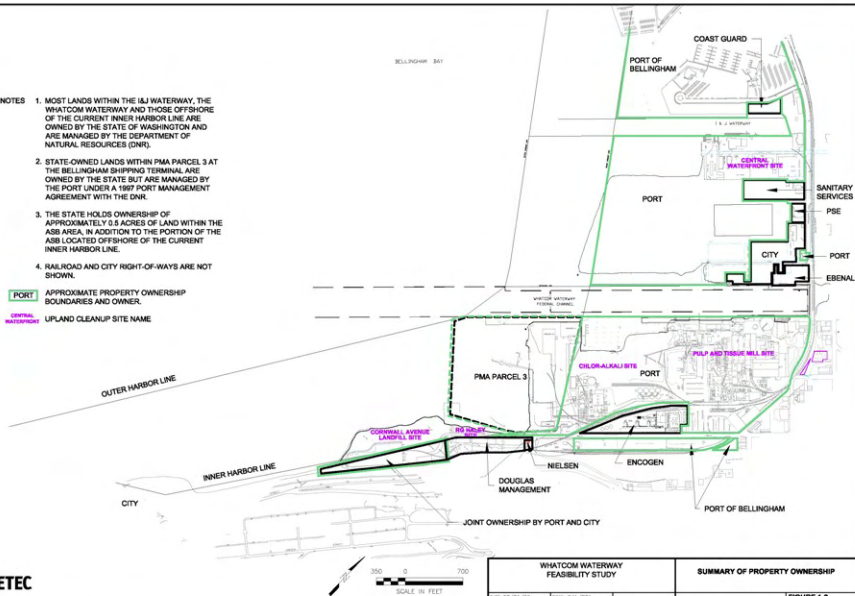 COAST GUARD
BELLINGHAM BAY
PORT OF
BELLINGHAM
NOTES 1. MOST LANDS WITHIN THE I&J WATERWAY, THE
WHATCOM WATERWAY AND THOSE OFFSHORE
OF THE CURRENT INNER HARBOR LINE ARE
OWNED BY THE STATE OF WASHINGTON AND
ARE MANAGED BY THE DEPARTMENT OF
NATURAL RESOURCES (DNR).
2. STATE-OWNED LANDS WITHIN PMA PARCEL 3 AT
THE BELLINGHAM SHIPPING TERMINAL ARE
OWNED BY THE STATE BUT ARE MANAGED BY
THE PORT UNDER A 1997 PORT MANAGEMENT
AGREEMENT WITH THE DNR.
3. THE STATE HOLDS OWNERSHIP OF
APPROXIMATELY 0.5 ACRES OF LAND WITHIN THE
ASB AREA, IN ADDITION TO THE PORTION OF THE
ASB LOCATED OFFSHORE OF THE CURRENT
INNER HARBOR LINE.
4. RAILROAD AND CITY RIGHT-OF-WAYS ARE NOT
SHOWN.
PORT APPROXIMATE PROPERTY OWNERSHIP
BOUNDARIES AND OWNER.
CENTRAL
WATERFRONT UPLAND CLEANUP SITE NAME
I & J WATERWAY
CENTRAL
WATERFRONT SITE
SANITARY
SERVICES
PORT
PSE
CITY
PORT
EBENAL
WHATCOM WATERWAY
FEDERAL CHANNEL
PULP AND TISSUE MILL SITE
CHLOR-ALKALI SITE
PMA PARCEL 3
PORT
OUTER HARBOR LINE
CORNWALL AVENUE
LANDFILL SITE
RG HALEY
SITE
INNER HARBOR LINE
NIELSEN
ENCOGEN
DOUGLAS
MANAGEMENT
CITY
PORT OF BELLINGHAM
JOINT OWNERSHIP BY PORT AND CITY
ETEC
350 0 700
SCALE IN FEET
WHATCOM WATERWAY
FEASIBILITY STUDY
SUMMARY OF PROPERTY OWNERSHIP